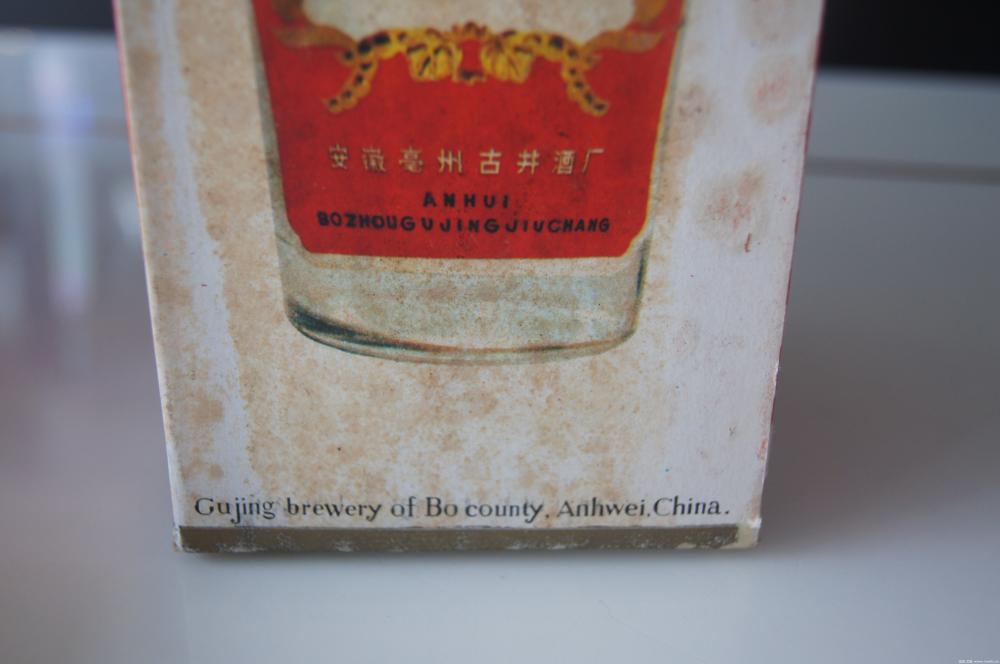 安徽亳州古井酒厂
ANHUI
BOZHOUGUJINGJIUCHANG
Gujing brewery of Bo county, Anhwei, China.